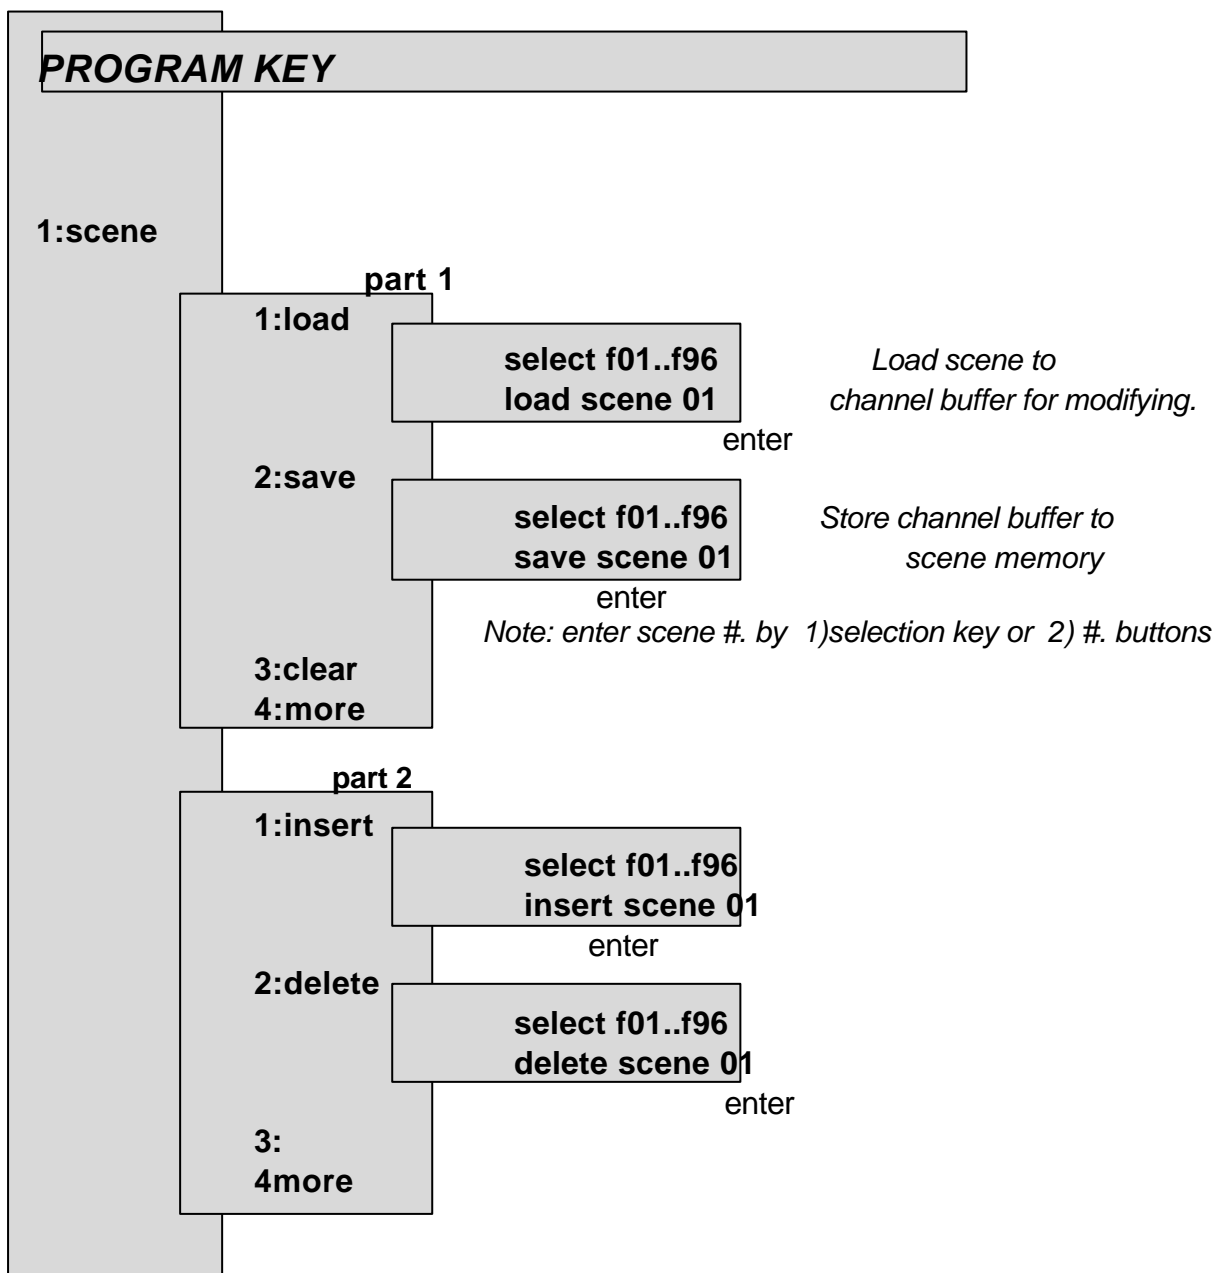 PROGRAM KEY
1:scene
part 1
1:load
select f01..f96
load scene 01
Load scene to
channel buffer for modifying.
enter
2:save
select f01..f96
save scene 01
Store channel buffer to
scene memory
enter
Note: enter scene #. by 1)selection key or 2) #. buttons
3:clear
4:more
part 2
1:insert
select f01..f96
insert scene 01
enter
2:delete
select f01..f96
delete scene 01
enter
3:
4more